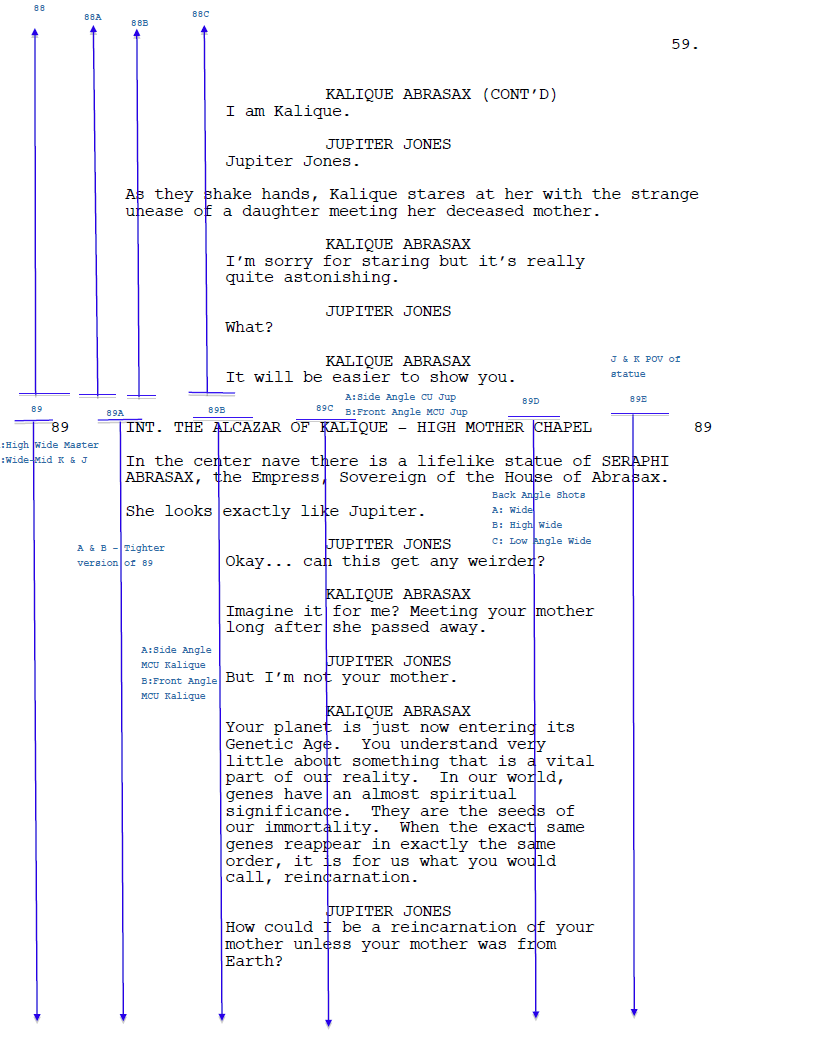 88
88A
88B
88C
59.
KALIQUE ABRASAX (CONT'D)
I am Kalique.
JUPITER JONES
Jupiter Jones.
As they shake hands, Kalique stares at her with the strange
unease of a daughter meeting her deceased mother.
KALIQUE ABRASAX
I'm sorry for staring but it's really
quite astonishing.
JUPITER JONES
What?
KALIQUE ABRASAX
It will be easier to show you.
J & K POV of
statue
89
89A
89B
89C
A:Side Angle CU Jup
B:Front Angle MCU Jup
89D
89E
89 INT. THE ALCAZAR OF KALIQUE – HIGH MOTHER CHAPEL 89
:High Wide Master
:Wide-Mid K & J
In the center nave there is a lifelike statue of SERAPHI
ABRASAX, the Empress, Sovereign of the House of Abrasax.
Back Angle Shots
A: Wide
B: High Wide
C: Low Angle Wide
She looks exactly like Jupiter.
A & B – Tighter
version of 89
JUPITER JONES
Okay... can this get any weirder?
KALIQUE ABRASAX
Imagine it for me? Meeting your mother
long after she passed away.
A:Side Angle
MCU Kalique
B:Front Angle
MCU Kalique
JUPITER JONES
But I'm not your mother.
KALIQUE ABRASAX
Your planet is just now entering its
Genetic Age.  You understand very
little about something that is a vital
part of our reality.  In our world,
genes have an almost spiritual
significance.  They are the seeds of
our immortality.  When the exact same
genes reappear in exactly the same
order, it is for us what you would
call, reincarnation.
JUPITER JONES
How could I be a reincarnation of your
mother unless your mother was from
Earth?